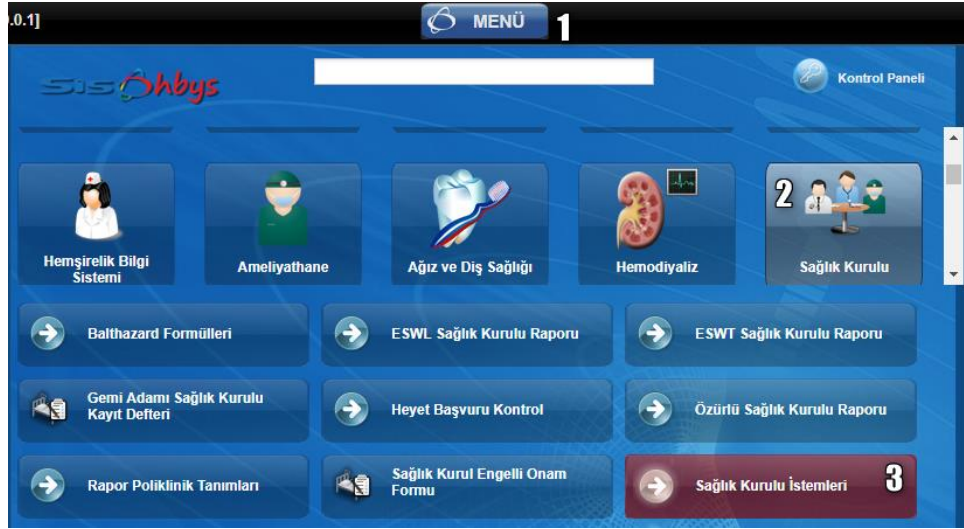 .0.1]
MENÜ 1
SisOhbys
Kontrol Paneli
2
Hemşirelik Bilgi
Sistemi
Ameliyathane
Ağız ve Diş Sağlığı
Hemodiyaliz
Sağlık Kurulu
Balthazard Formülleri
ESWL Sağlık Kurulu Raporu
ESWT Sağlık Kurulu Raporu
Gemi Adamı Sağlık Kurulu
Kayıt Defteri
Heyet Başvuru Kontrol
Özürlü Sağlık Kurulu Raporu
Rapor Poliklinik Tanımları
Sağlık Kurul Engelli Onam
Formu
Sağlık Kurulu İstemleri 3